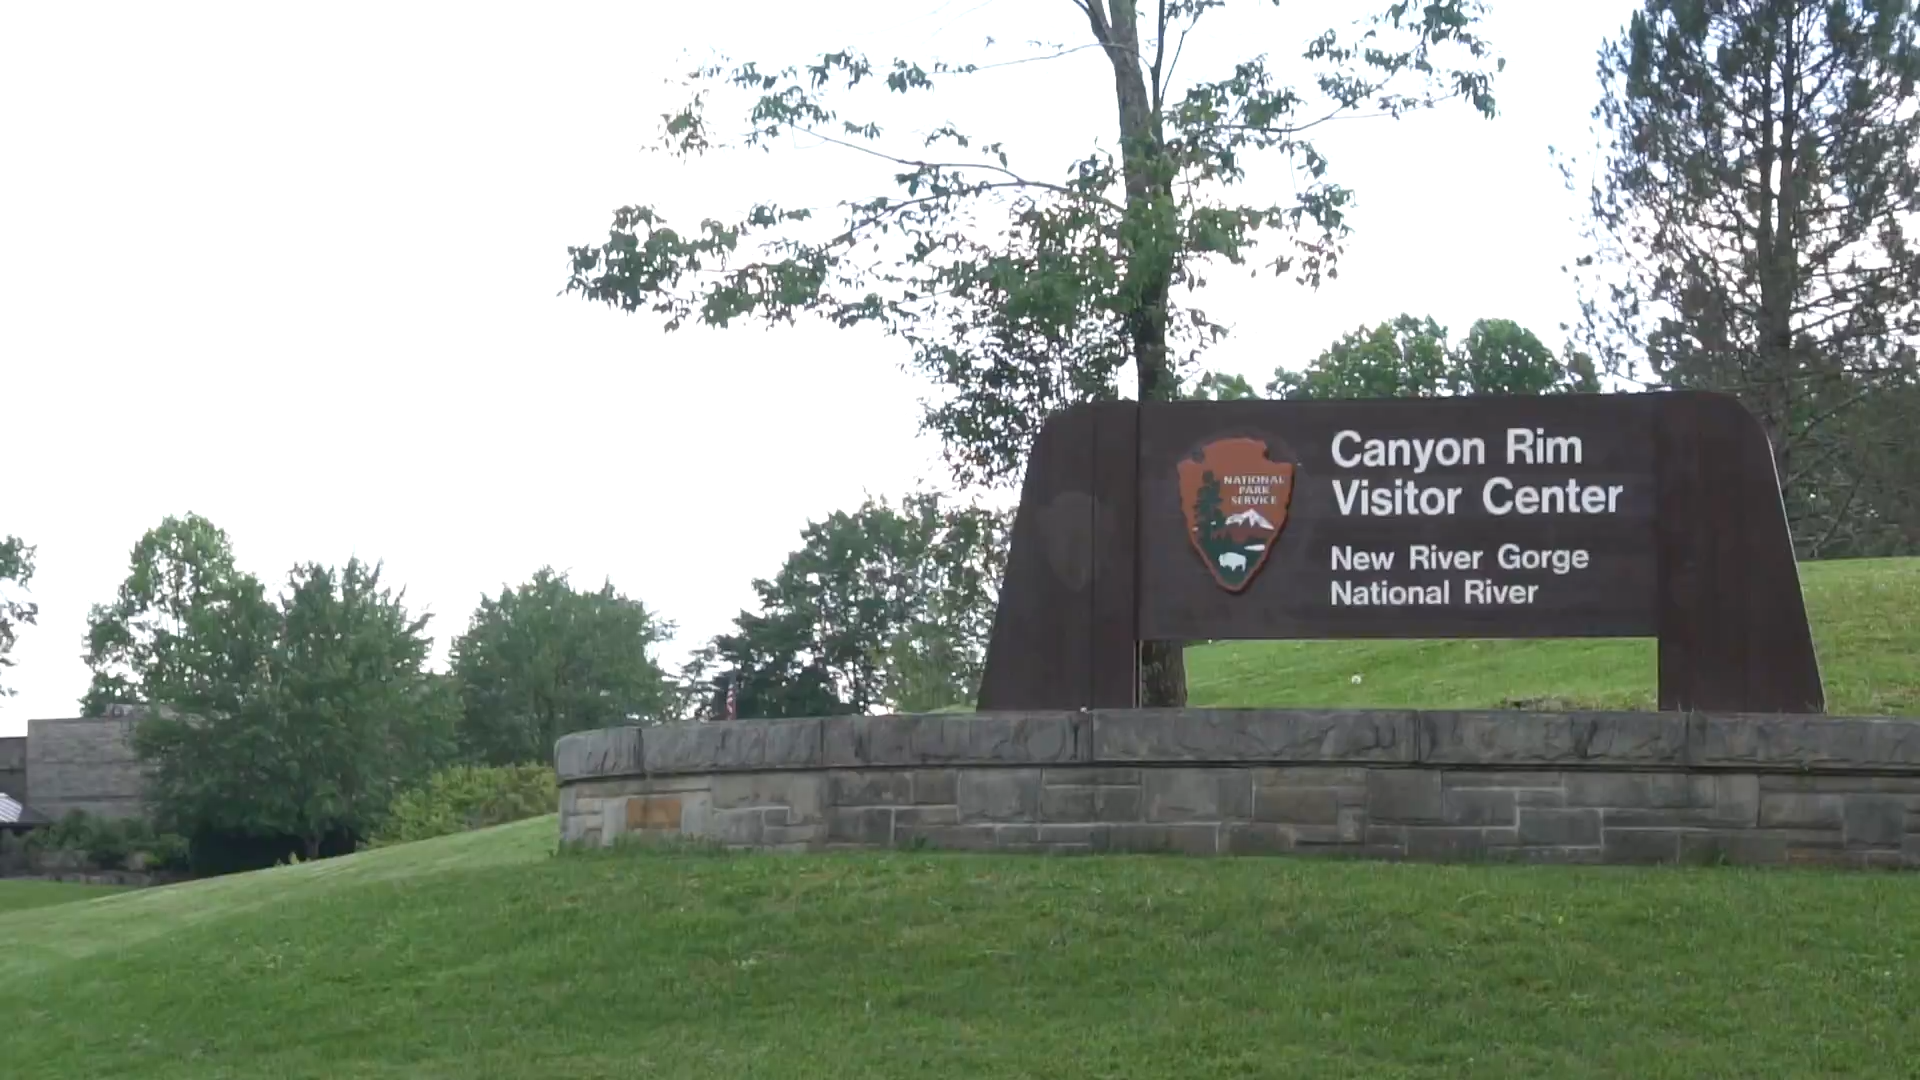 NATIONAL
PARK
SERVICE
Canyon Rim
Visitor Center
New River Gorge
National River